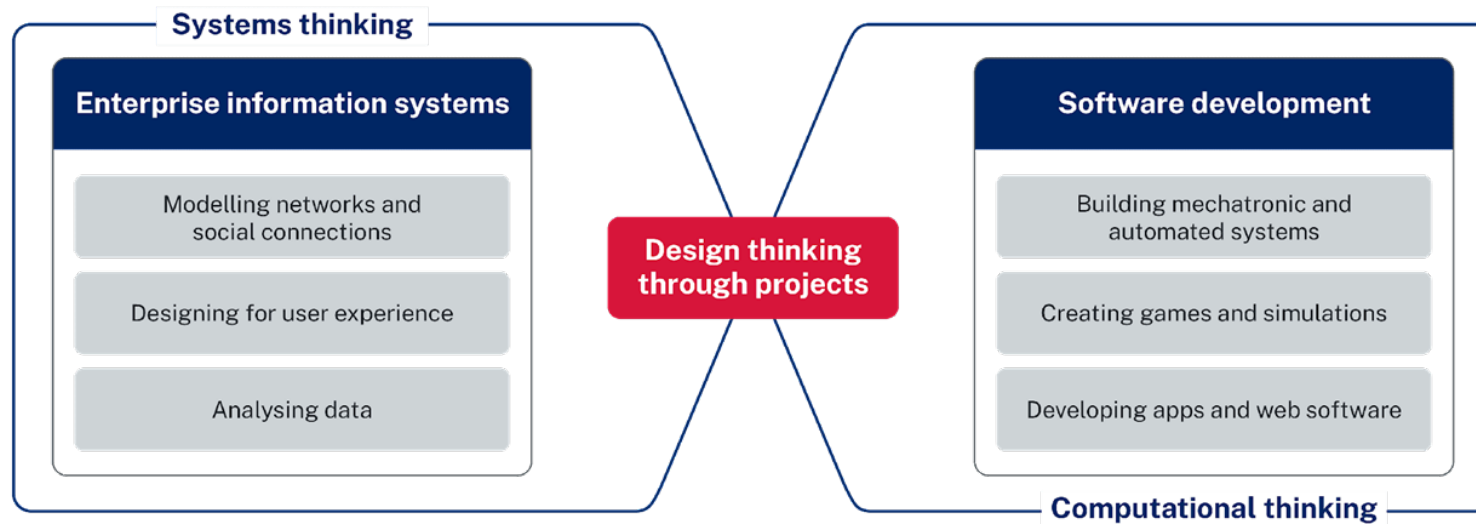 Systems thinking
Enterprise information systems
Modelling networks and
social connections
Designing for user experience
Analysing data
Design thinking
through projects
Software development
Building mechatronic and
automated systems
Creating games and simulations
Developing apps and web software
Computational thinking